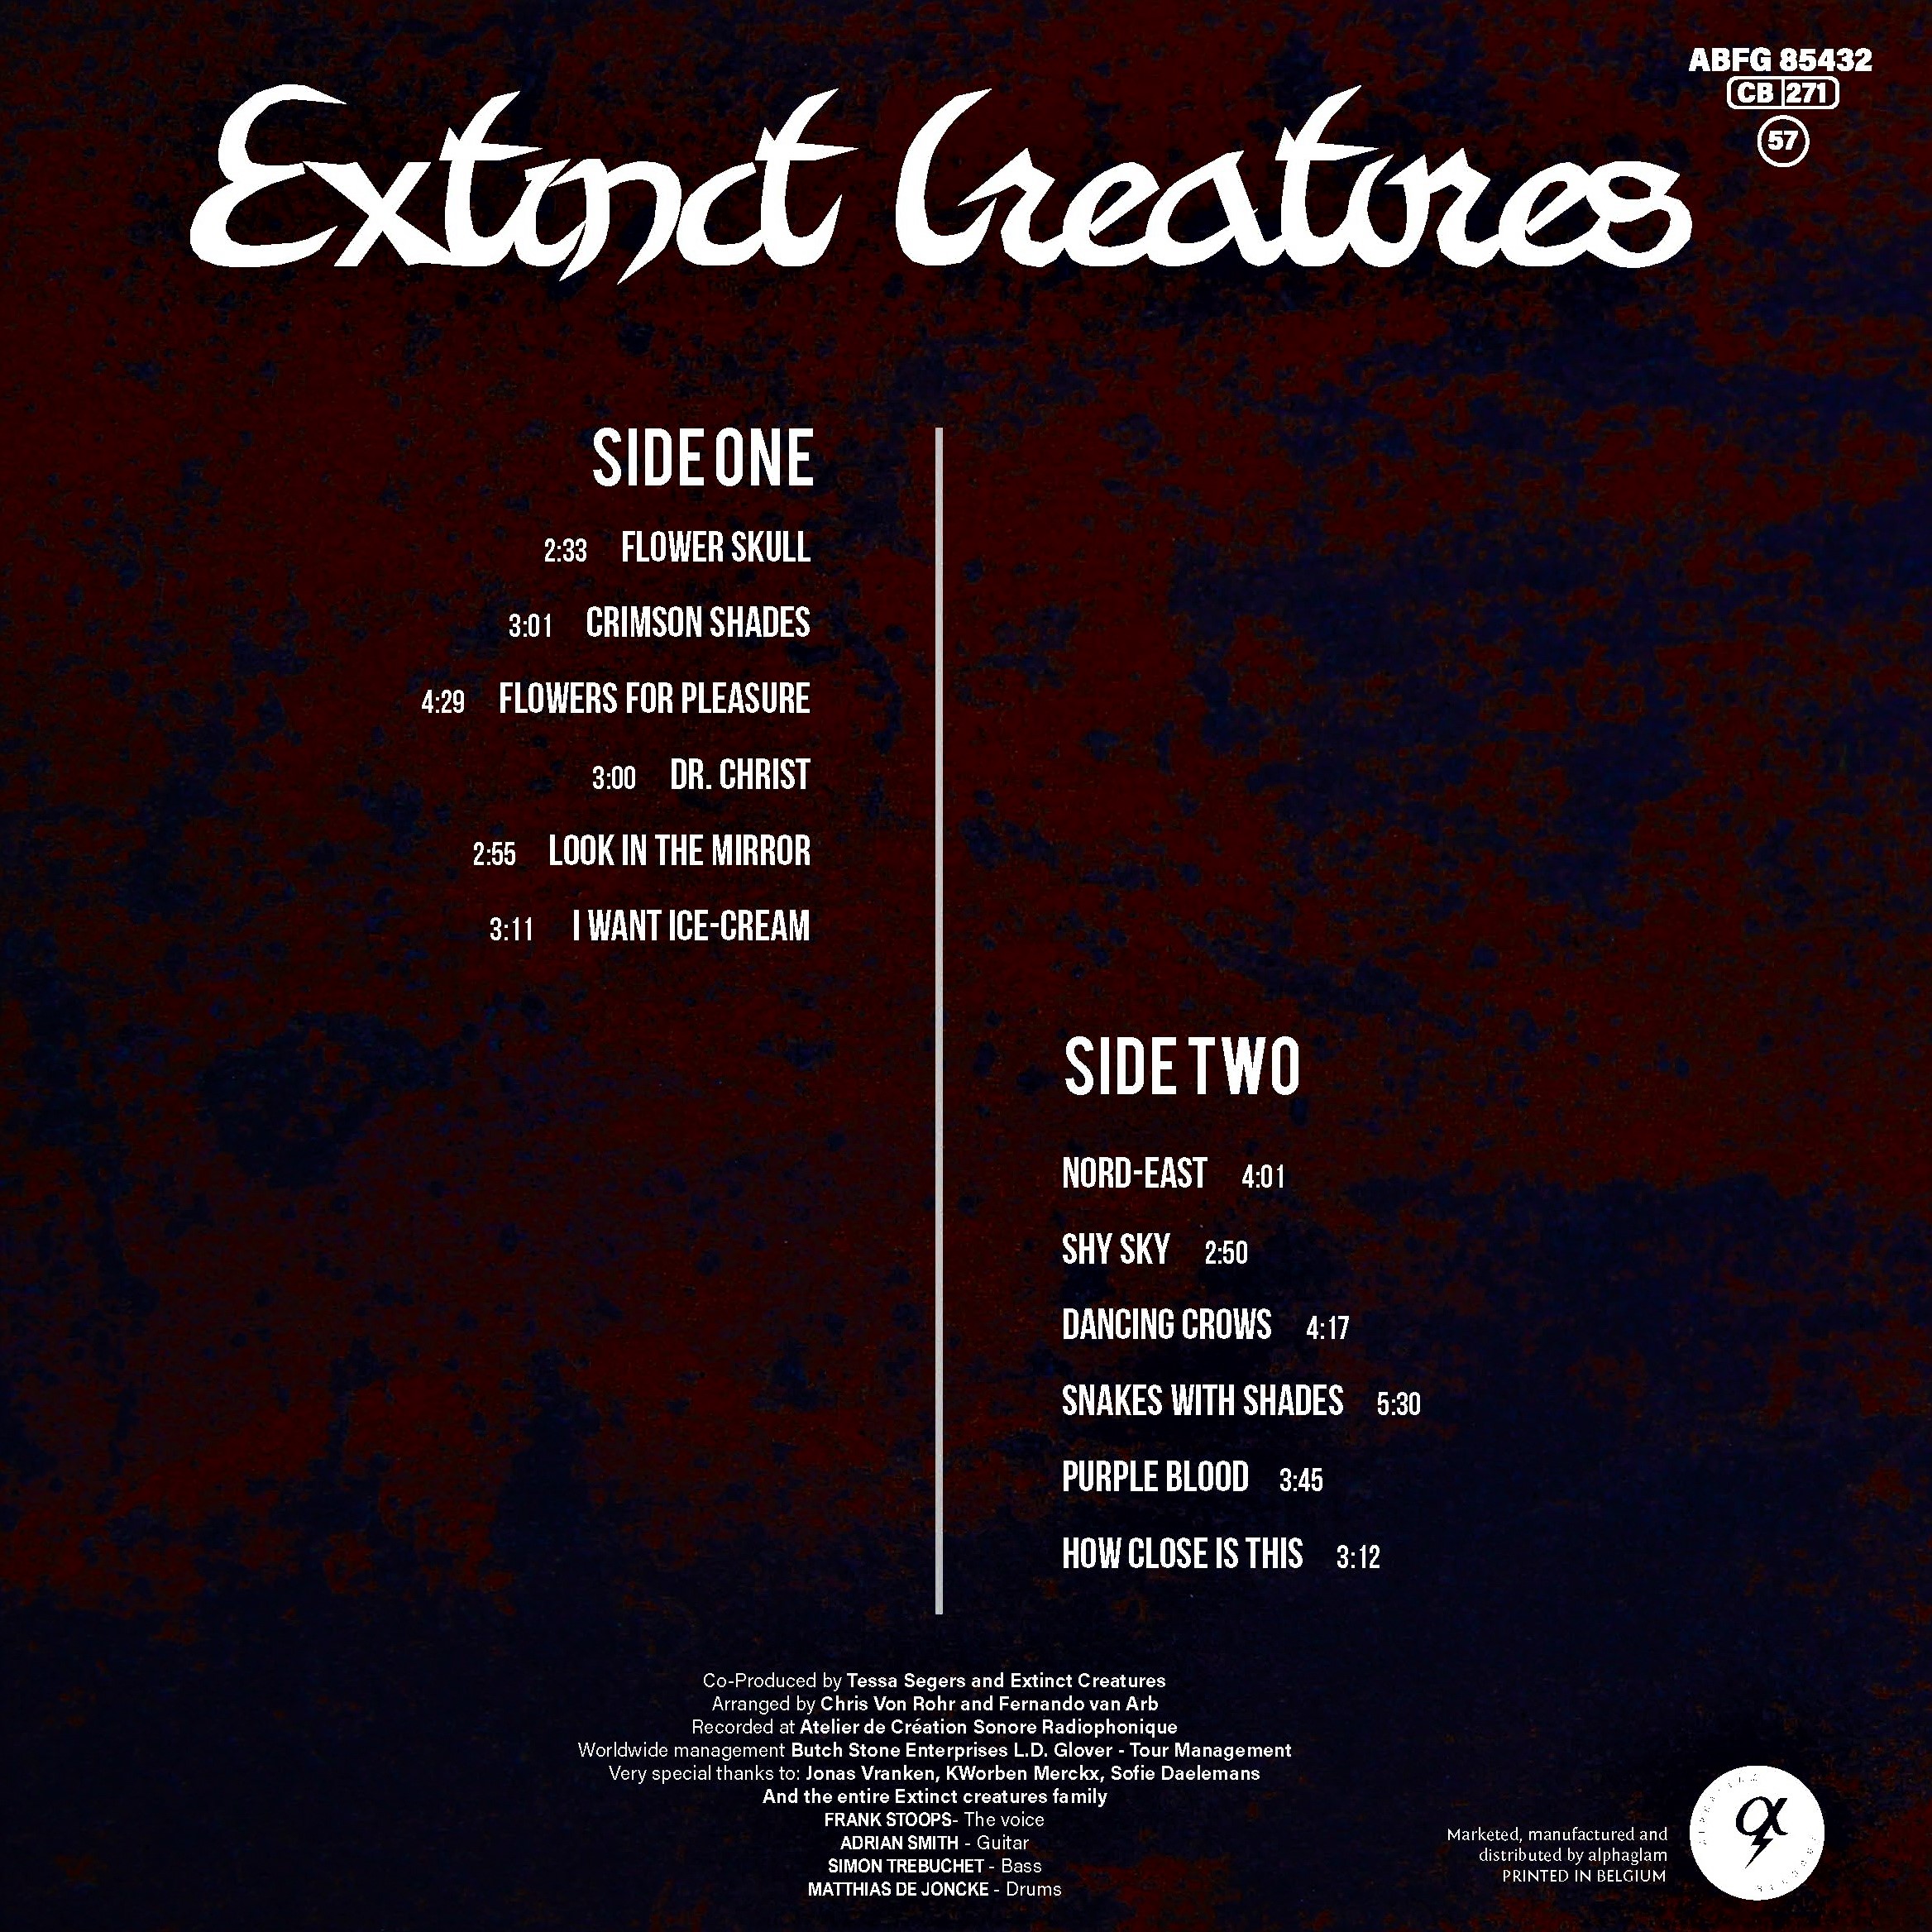 ABFG 85432
CB 271
57
Extinct Creatures
SIDE ONE
2:33 FLOWER SKULL
3:01 CRIMSON SHADES
4:29 FLOWERS FOR PLEASURE
3:00 DR. CHRIST
2:55 LOOK IN THE MIRROR
3:11 I WANT ICE-CREAM
SIDE TWO
NORD-EAST 4:01
SHY SKY 2:50
DANCING CROWS 4:17
SNAKES WITH SHADES 5:30
PURPLE BLOOD 3:45
HOW CLOSE IS THIS 3:12
Co-Produced by Tessa Segers and Extinct Creatures
Arranged by Chris Von Rohr and Fernando van Arb
Recorded at Atelier de Création Sonore Radiophonique
Worldwide management Butch Stone Enterprises L.D. Glover - Tour Management
Very special thanks to: Jonas Vranken, KWorben Merckx, Sofie Daelemans
And the entire Extinct creatures family
FRANK STOOPS- The voice
ADRIAN SMITH - Guitar
SIMON TREBUCHET - Bass
MATTHIAS DE JONCKE - Drums
Marketed, manufactured and
distributed by alphaglam
PRINTED IN BELGIUM
α